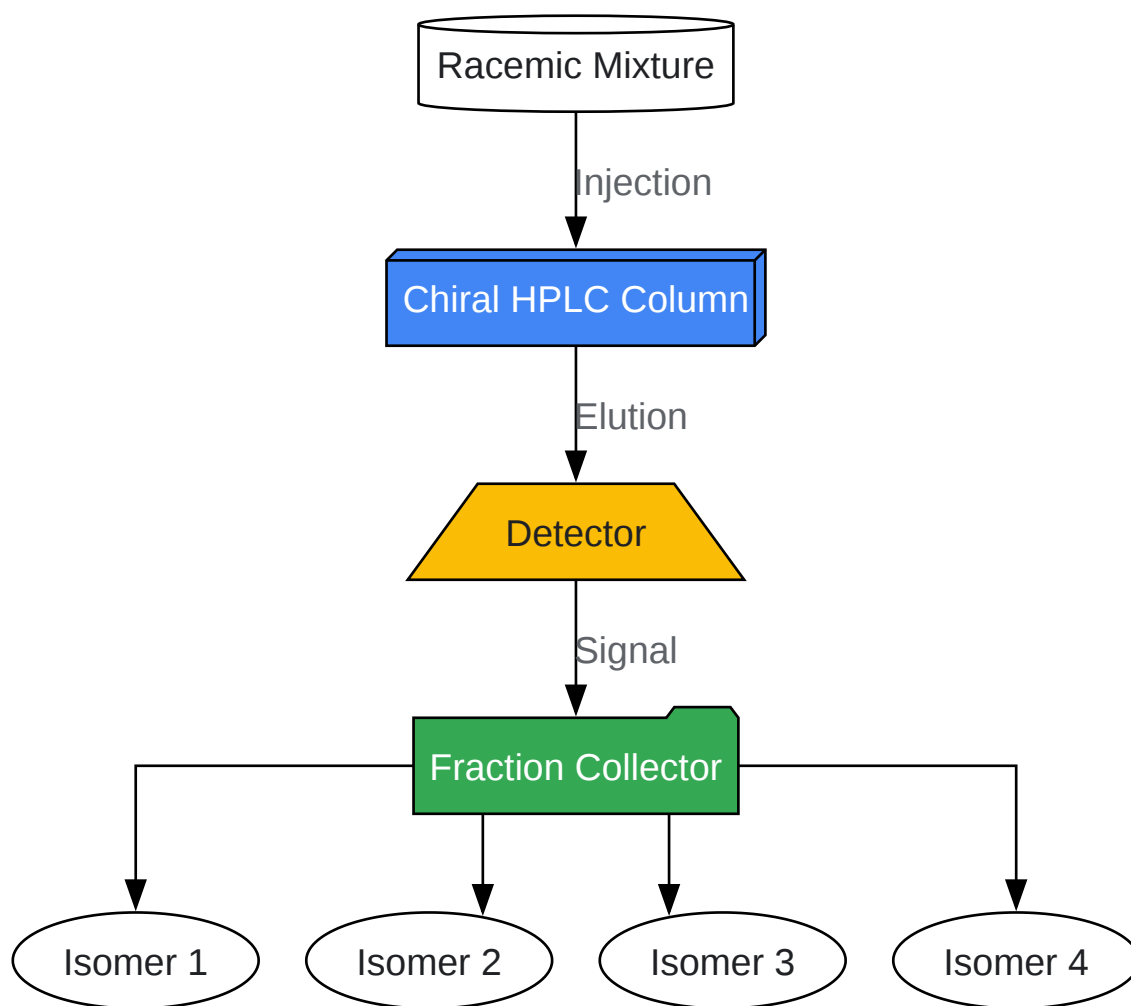 Racemic Mixture
Injection
Chiral HPLC Column
Elution
Detector
Signal
Fraction Collector
Isomer 1
Isomer 2
Isomer 3
Isomer 4